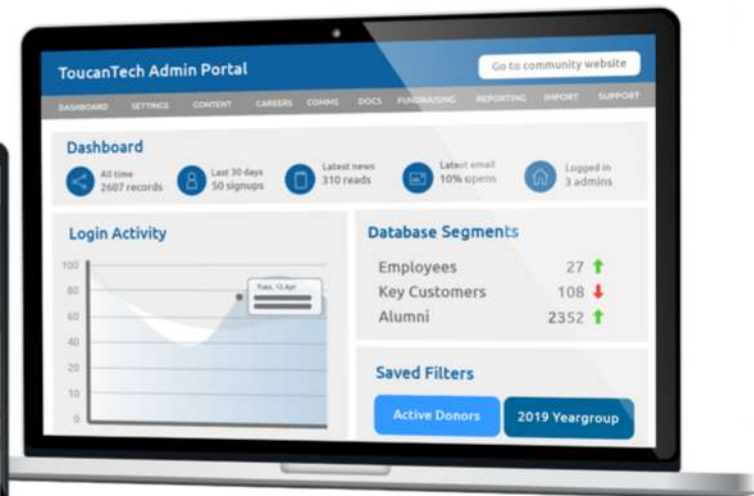 ToucanTech Admin Portal
Go to community website
DASHBOARD SETTINGS CONTENT CAREERS COMMS DOCS FUNDRAISING REPORTING IMPORT SUPPORT
Dashboard
All time
2607 records
Last 30 days
50 signups
Latest news
310 reads
Latest email
10% opens
Logged in
3 admins
Login Activity
100
80
60
40
20
10
0
Tues, 12 Apr
Database Segments
Employees 27
Key Customers 108
Alumni 2352
Saved Filters
Active Donors
2019 Yeargroup